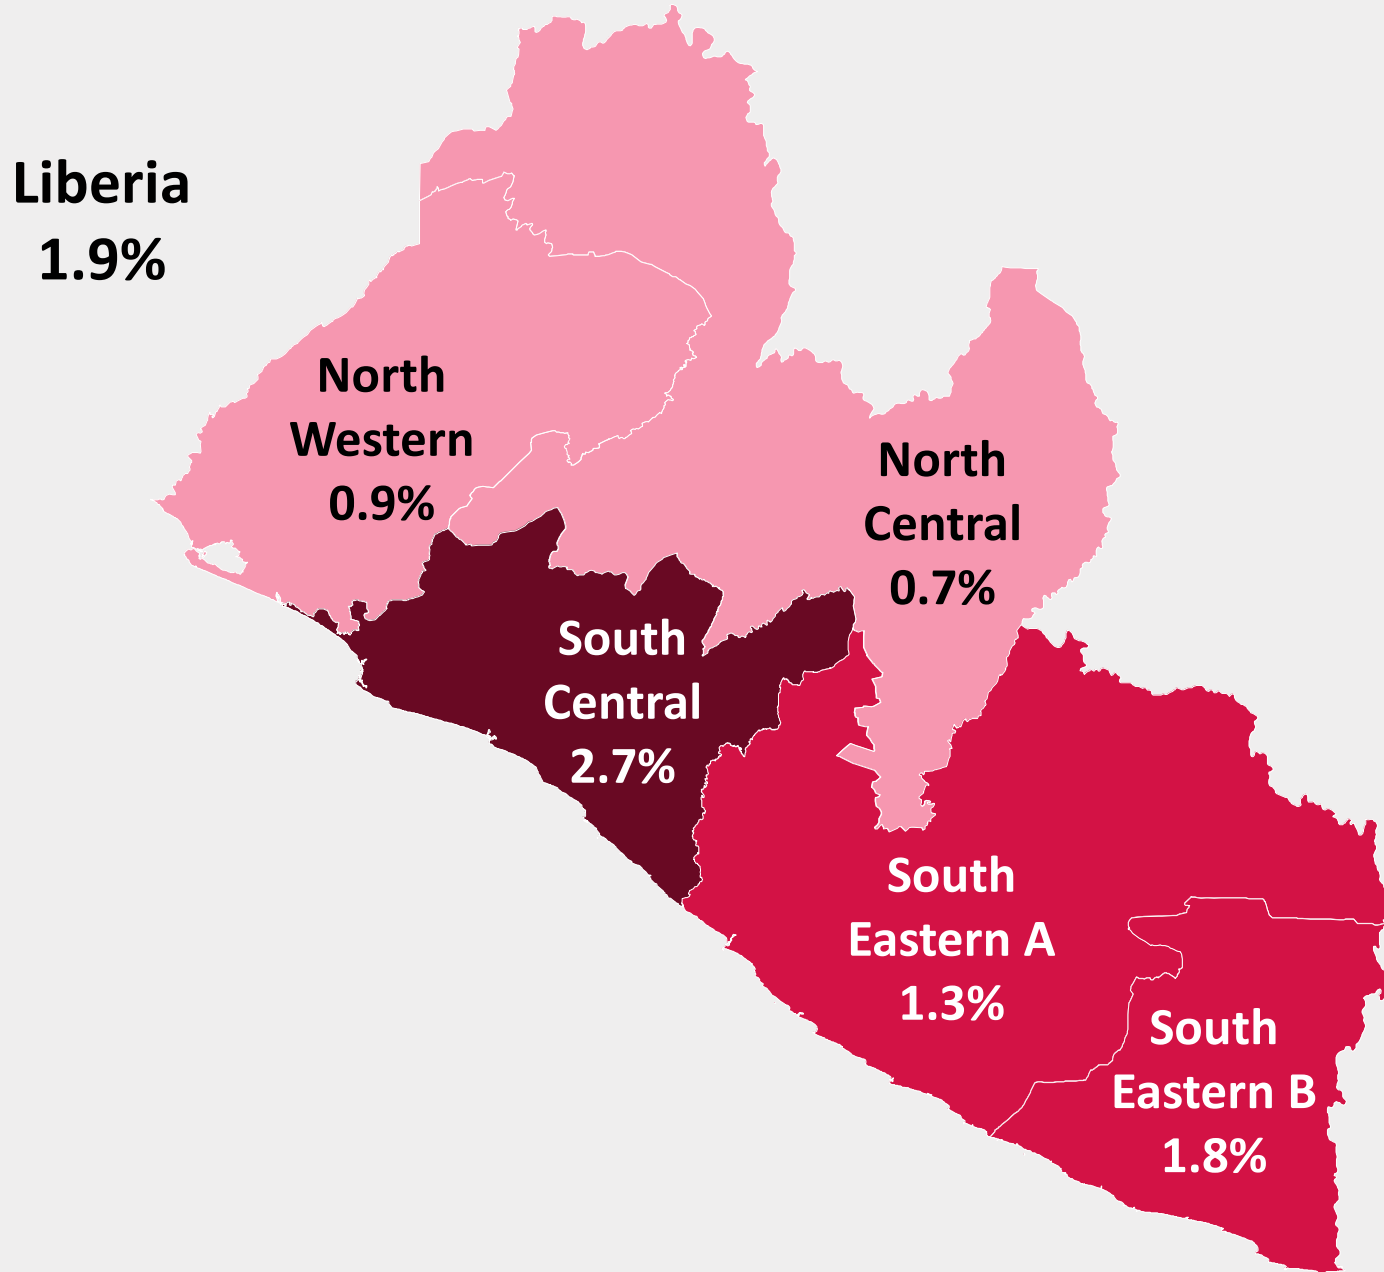 Liberia
1.9%
North
Western
0.9%
North
Central
0.7%
South
Central
2.7%
South
Eastern A
1.3%
South
Eastern B
1.8%